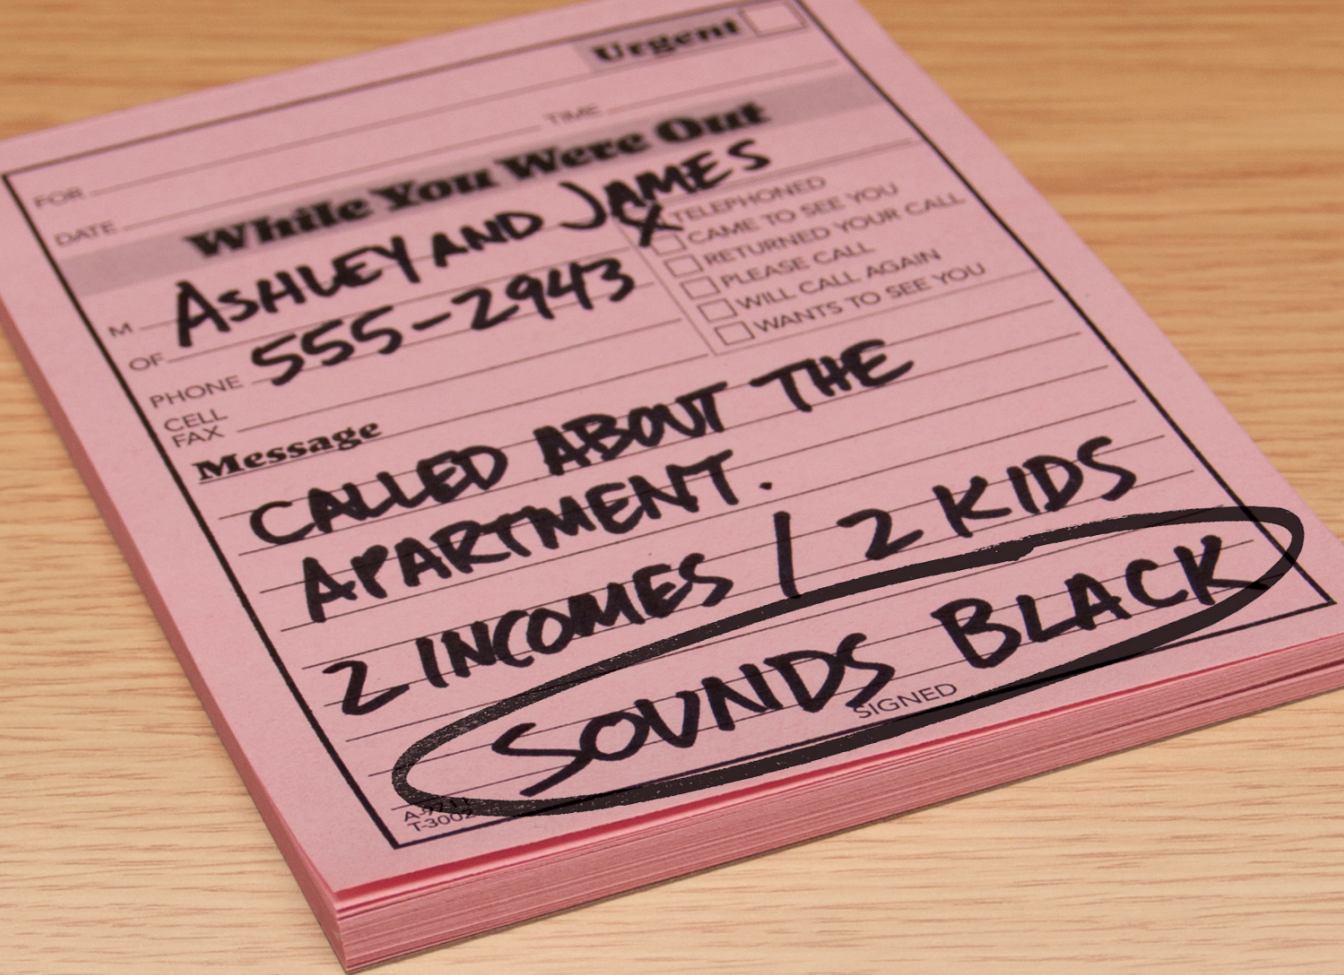 Urgent
FOR
DATE TIME
While You Were Out
M ASHLEY AND JAMES
OF
PHONE 555-2943
CELL
FAX
X TELEPHONED
CAME TO SEE YOU
RETURNED YOUR CALL
PLEASE CALL
WILL CALL AGAIN
WANTS TO SEE YOU
Message
CALLED ABOUT THE
APARTMENT.
2 INCOMES / 2 KIDS
SOUNDS BLACK
SIGNED
T-3002